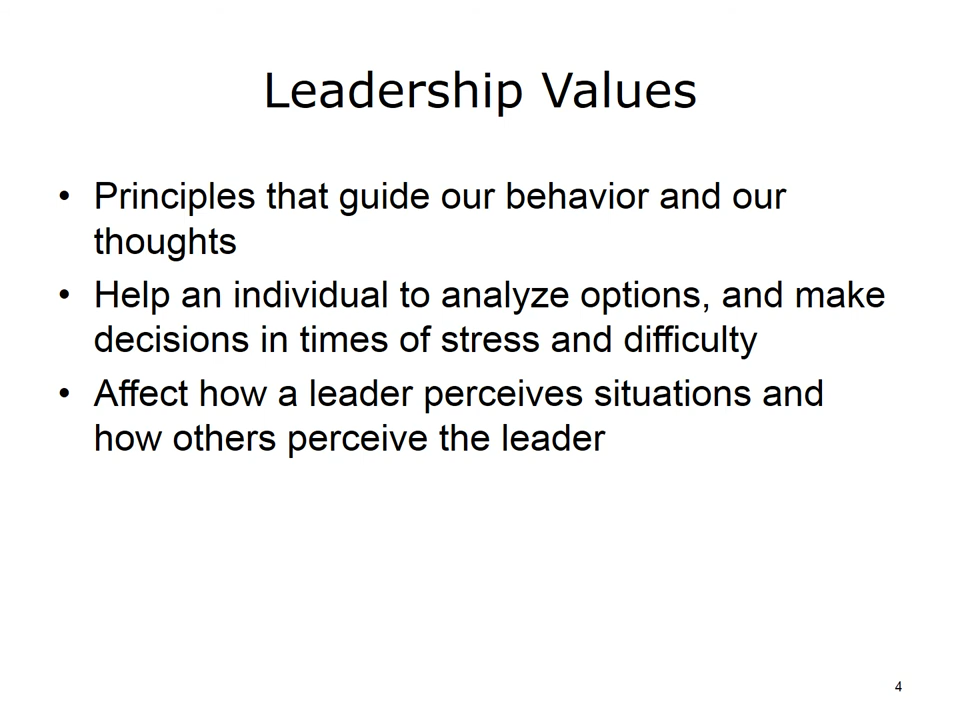 Leadership Values
• Principles that guide our behavior and our
thoughts
• Help an individual to analyze options, and make
decisions in times of stress and difficulty
• Affect how a leader perceives situations and
how others perceive the leader
4